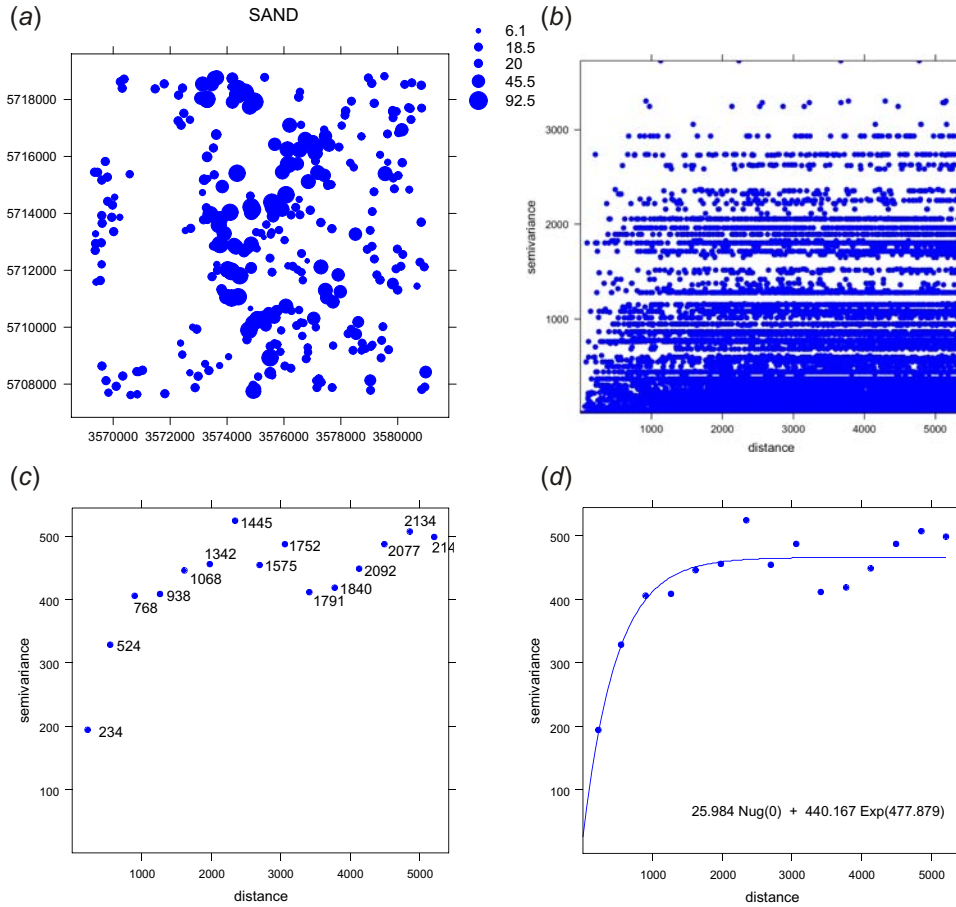 (a)
SAND
6.1
18.5
20
45.5
92.5
5718000
5716000
5714000
5712000
5710000
5708000
3570000 3572000 3574000 3576000 3578000 3580000
(b)
semivariance
3000
2000
1000
1000 2000 3000 4000 5000
distance
(c)
semivariance
500
400
300
200
100
234
524
768
938
1068
1342
1445
1575
1752
1791
1840
2092
2077
2134
214
1000 2000 3000 4000 5000
distance
(d)
semivariance
500
400
300
200
100
25.984 Nug(0) + 440.167 Exp(477.879)
1000 2000 3000 4000 5000
distance